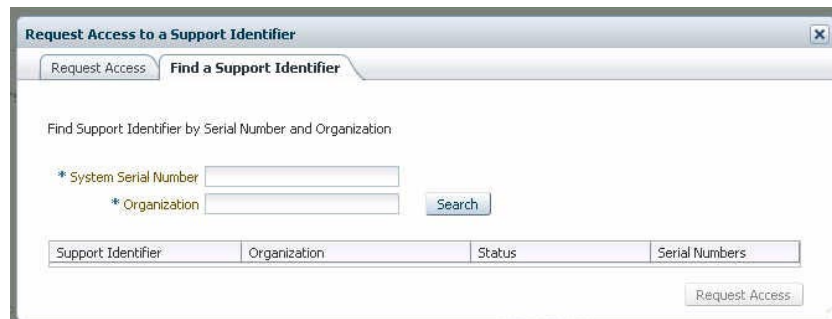 Request Access to a Support Identifier
Request Access Find a Support Identifier
Find Support Identifier by Serial Number and Organization
* System Serial Number
* Organization Search
Support Identifier Organization Status Serial Numbers
Request Access